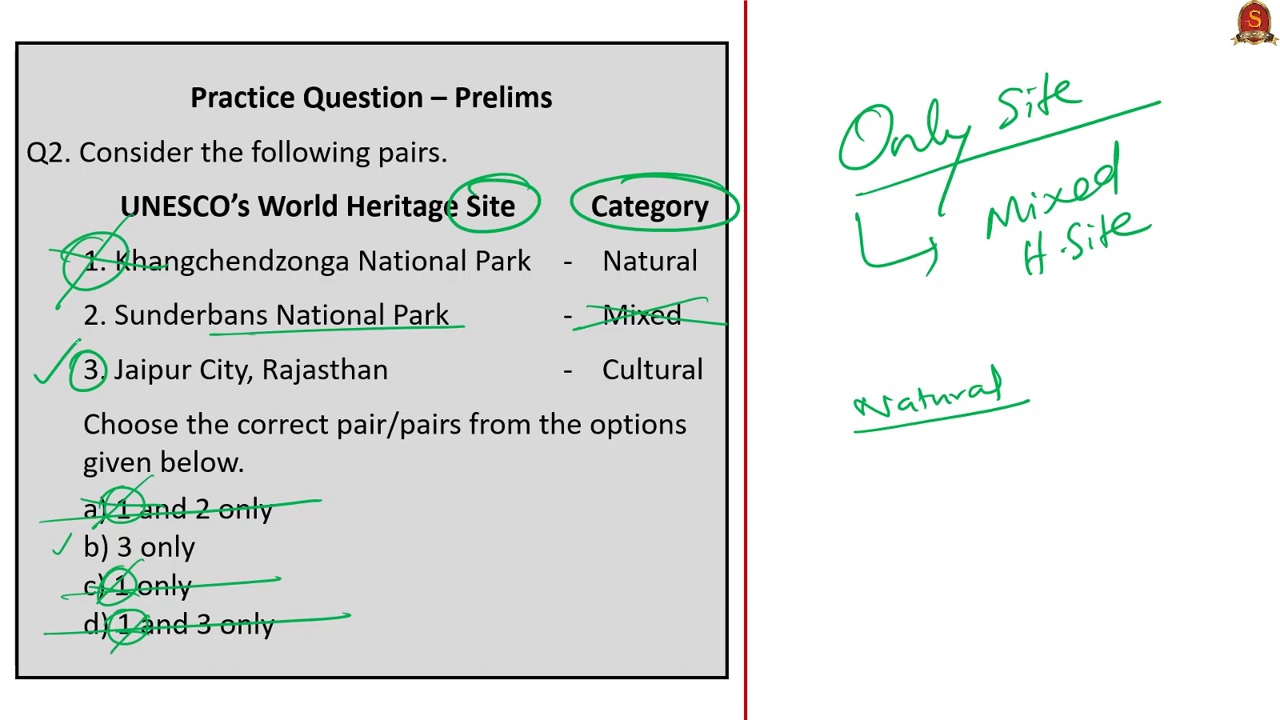 Practice Question – Prelims
Q2. Consider the following pairs.
UNESCO's World Heritage Site Category
1. Khangchendzonga National Park - Natural
2. Sunderbans National Park - Mixed
3. Jaipur City, Rajasthan - Cultural
Choose the correct pair/pairs from the options
given below.
a) 1 and 2 only
b) 3 only
c) 1 only
d) 1 and 3 only
S
Only Site
Mixed
H.Site
Natural